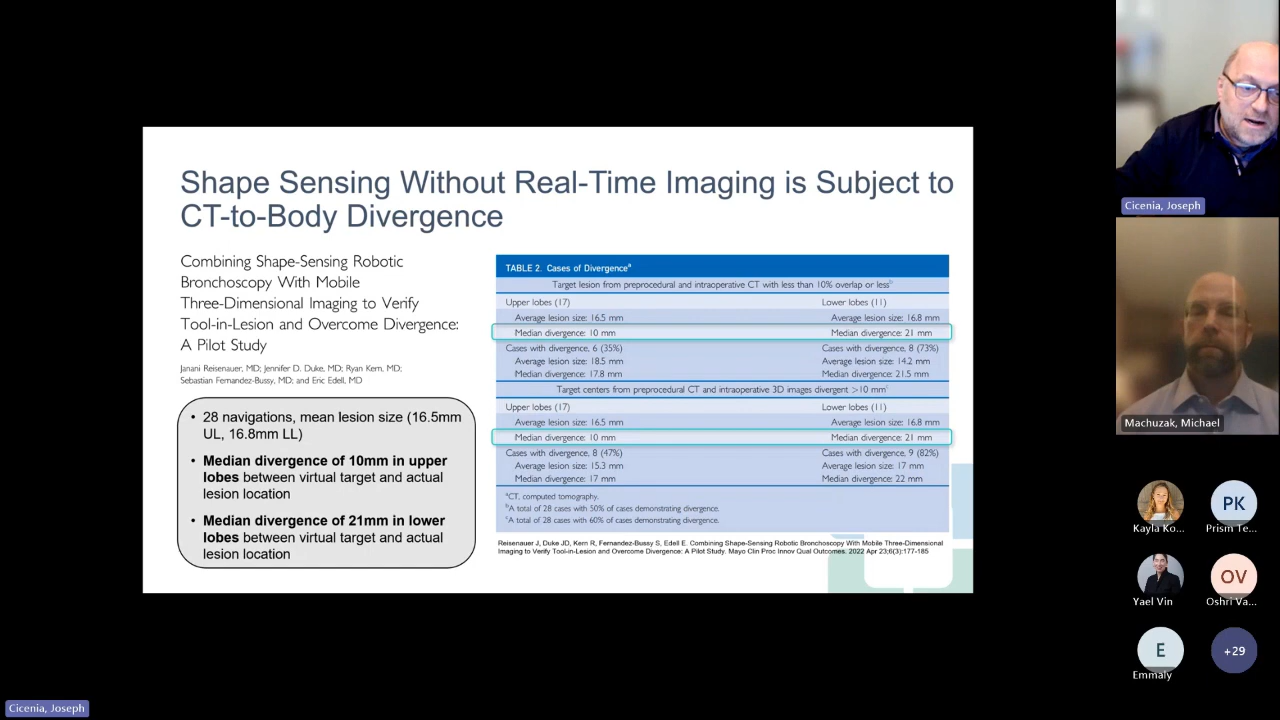 Shape Sensing Without Real-Time Imaging is Subject to
CT-to-Body Divergence
Combining Shape-Sensing Robotic
Bronchoscopy With Mobile
Three-Dimensional Imaging to Verify
Tool-in-Lesion and Overcome Divergence:
A Pilot Study
Janani Reisenauer, MD; Jennifer D. Duke, MD; Ryan Kern, MD;
Sebastian Fernandez-Bussy, MD; and Eric Edell, MD
• 28 navigations, mean lesion size (16.5mm
UL, 16.8mm LL)
• Median divergence of 10mm in upper
lobes between virtual target and actual
lesion location
• Median divergence of 21mm in lower
lobes between virtual target and actual
lesion location
TABLE 2. Cases of Divergenceᵃ
Target lesion from preprocedural and intraoperative CT with less than 10% overlap or lessᵇ
Upper lobes (17) Lower lobes (11)
Average lesion size: 16.5 mm Average lesion size: 16.8 mm
Median divergence: 10 mm Median divergence: 21 mm
Cases with divergence, 6 (35%) Cases with divergence, 8 (73%)
Average lesion size: 18.5 mm Average lesion size: 14.2 mm
Median divergence: 17.8 mm Median divergence: 21.5 mm
Target centers from preprocedural CT and intraoperative 3D images divergent >10 mmᶜ
Upper lobes (17) Lower lobes (11)
Average lesion size: 16.5 mm Average lesion size: 16.8 mm
Median divergence: 10 mm Median divergence: 21 mm
Cases with divergence, 8 (47%) Cases with divergence, 9 (82%)
Average lesion size: 15.3 mm Average lesion size: 17 mm
Median divergence: 17 mm Median divergence: 22 mm
ᵃCT, computed tomography.
ᵇA total of 28 cases with 50% of cases demonstrating divergence.
ᶜA total of 28 cases with 60% of cases demonstrating divergence.
Reisenauer J, Duke JD, Kern R, Fernandez-Bussy S, Edell E. Combining Shape-Sensing Robotic Bronchoscopy With Mobile Three-Dimensional
Imaging to Verify Tool-in-Lesion and Overcome Divergence: A Pilot Study. Mayo Clin Proc Innov Qual Outcomes. 2022 Apr 23;6(3):177-185
Cicenia, Joseph
Machuzak, Michael
Kayla Ko...
PK
Prism Te...
Yael Vin
OV
Oshri Va...
E
Emmaly
+29
Cicenia, Joseph